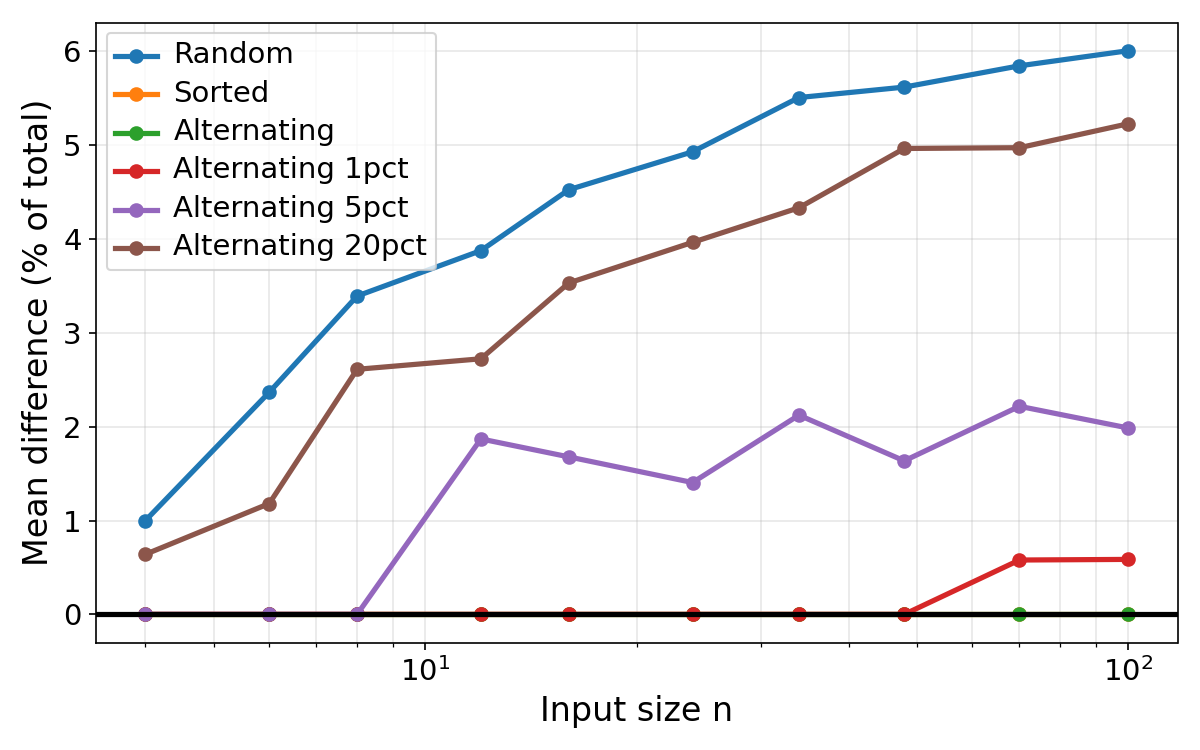 Random
Sorted
Alternating
Alternating 1pct
Alternating 5pct
Alternating 20pct
Mean difference (% of total)
6
5
4
3
2
1
0
10¹
10²
Input size n